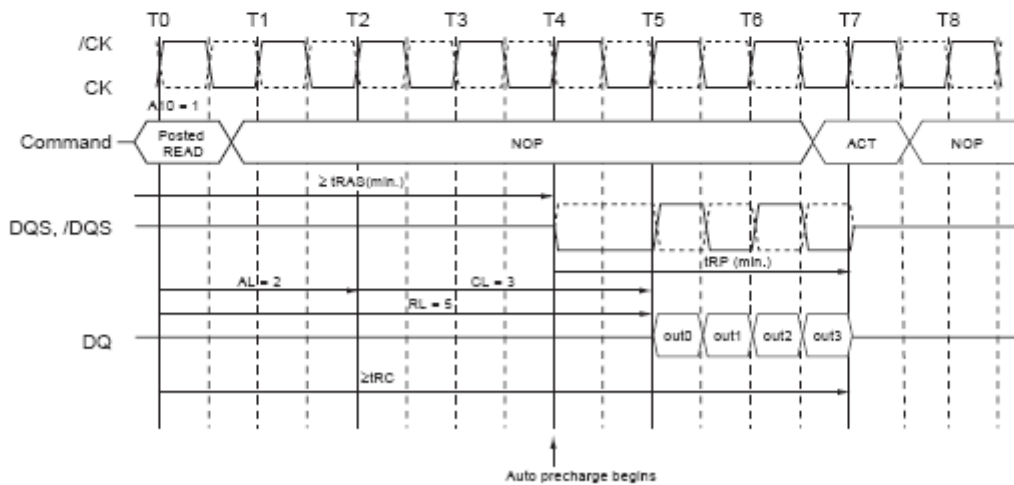 T0 T1 T2 T3 T4 T5 T6 T7 T8
/CK
CK
A10 = 1
Command Posted READ NOP ACT NOP
≥ tRAS(min.)
DQS, /DQS
tRP (min.)
AL = 2 CL = 3
RL = 5
DQ out0 out1 out2 out3
≥tRC
Auto precharge begins